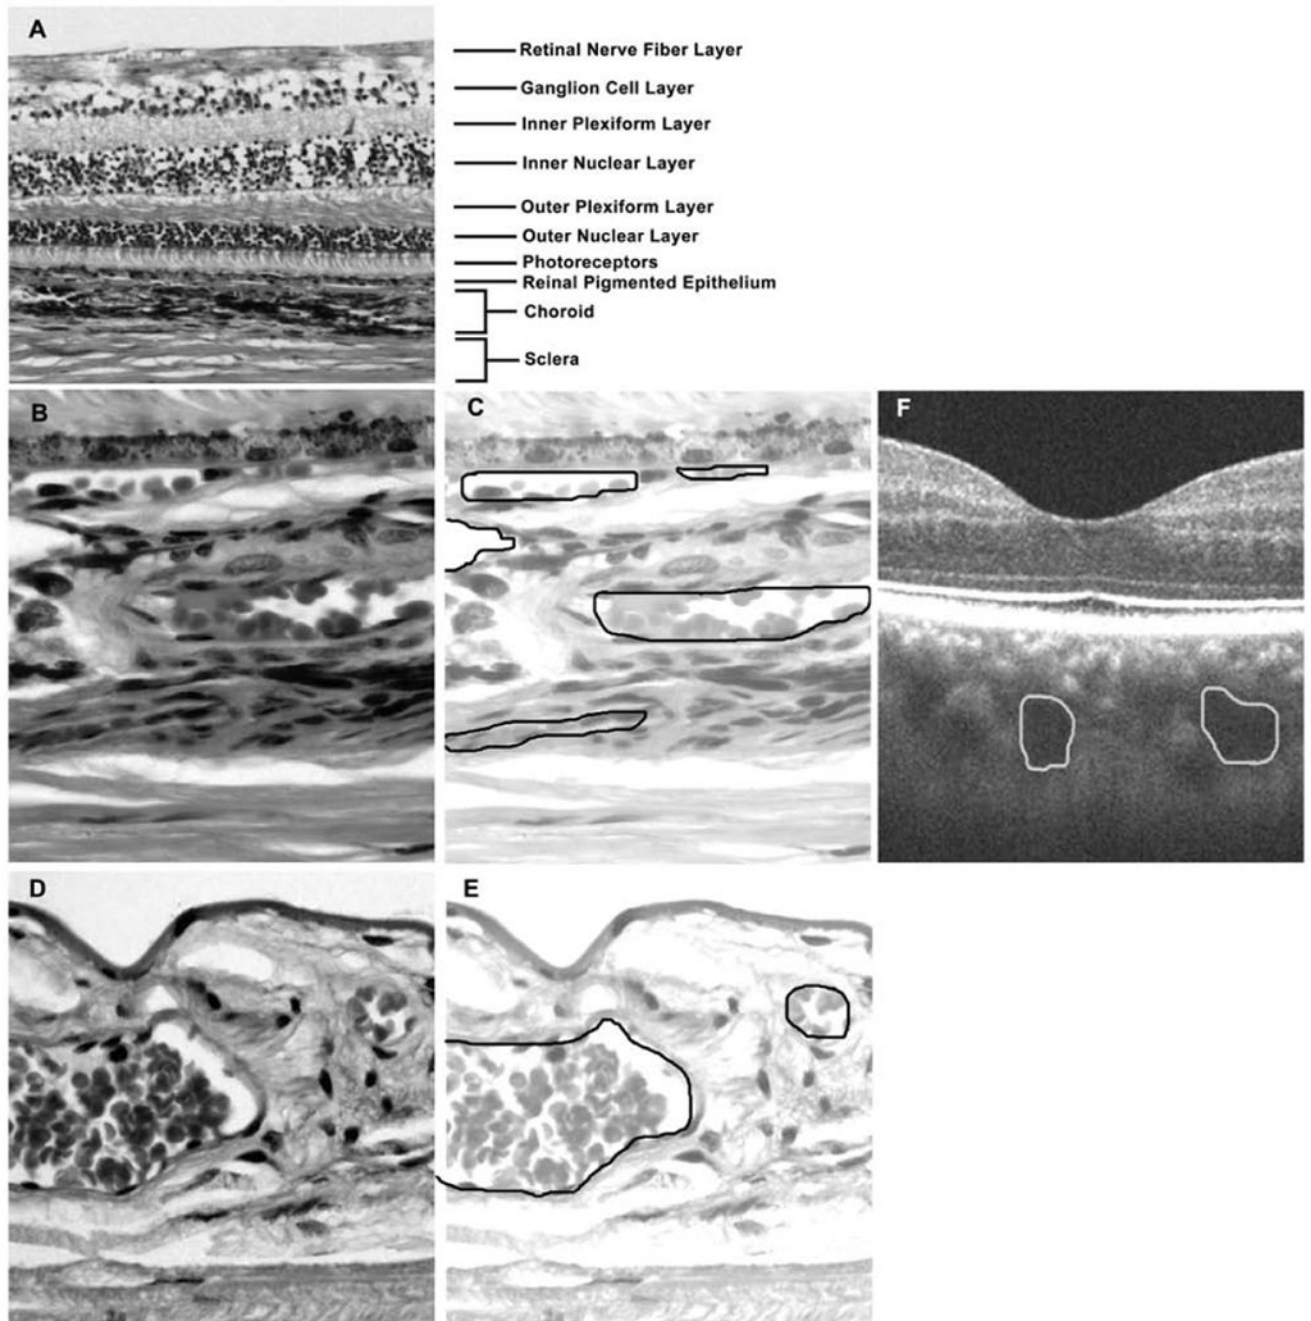 A
Retinal Nerve Fiber Layer
Ganglion Cell Layer
Inner Plexiform Layer
Inner Nuclear Layer
Outer Plexiform Layer
Outer Nuclear Layer
Photoreceptors
Reinal Pigmented Epithelium
Choroid
Sclera
B
C
F
D
E